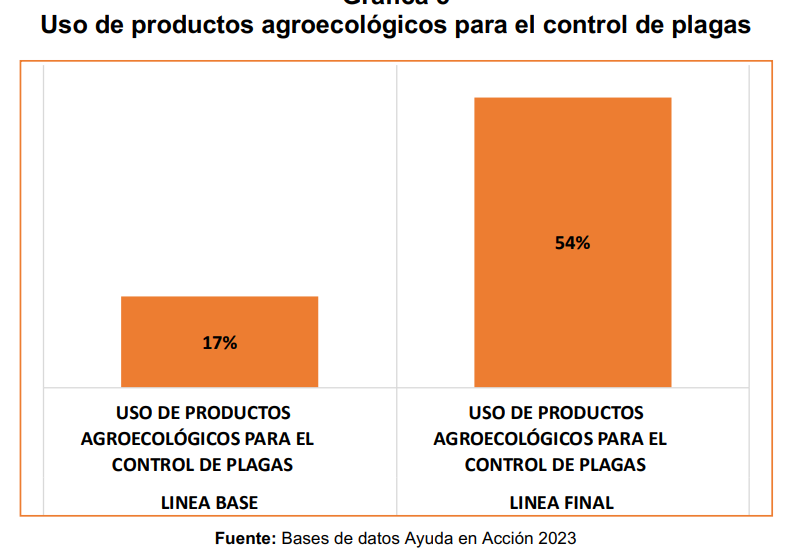 Uso de productos agroecológicos para el control de plagas
17%
54%
USO DE PRODUCTOS
AGROECOLÓGICOS PARA EL
CONTROL DE PLAGAS
LINEA BASE
USO DE PRODUCTOS
AGROECOLÓGICOS PARA EL
CONTROL DE PLAGAS
LINEA FINAL
Fuente: Bases de datos Ayuda en Acción 2023